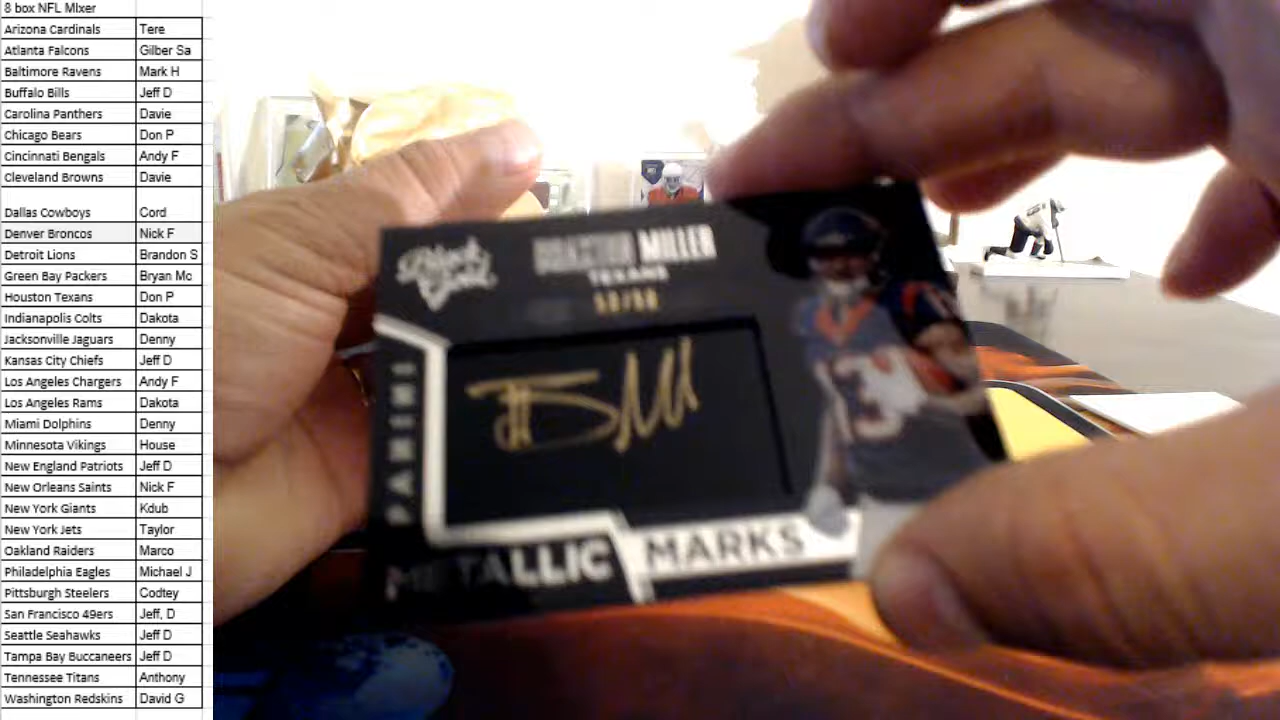 8 box NFL MIxer
Arizona Cardinals Tere
Atlanta Falcons Gilber Sa
Baltimore Ravens Mark H
Buffalo Bills Jeff D
Carolina Panthers Davie
Chicago Bears Don P
Cincinnati Bengals Andy F
Cleveland Browns Davie
Dallas Cowboys Cord
Denver Broncos Nick F
Detroit Lions Brandon S
Green Bay Packers Bryan Mc
Houston Texans Don P
Indianapolis Colts Dakota
Jacksonville Jaguars Denny
Kansas City Chiefs Jeff D
Los Angeles Chargers Andy F
Los Angeles Rams Dakota
Miami Dolphins Denny
Minnesota Vikings House
New England Patriots Jeff D
New Orleans Saints Nick F
New York Giants Kdub
New York Jets Taylor
Oakland Raiders Marco
Philadelphia Eagles Michael J
Pittsburgh Steelers Codtey
San Francisco 49ers Jeff, D
Seattle Seahawks Jeff D
Tampa Bay Buccaneers Jeff D
Tennessee Titans Anthony
Washington Redskins David G
Black Gold
BRAXTON MILLER
TEXANS
PANINI
13
METALLIC MARKS